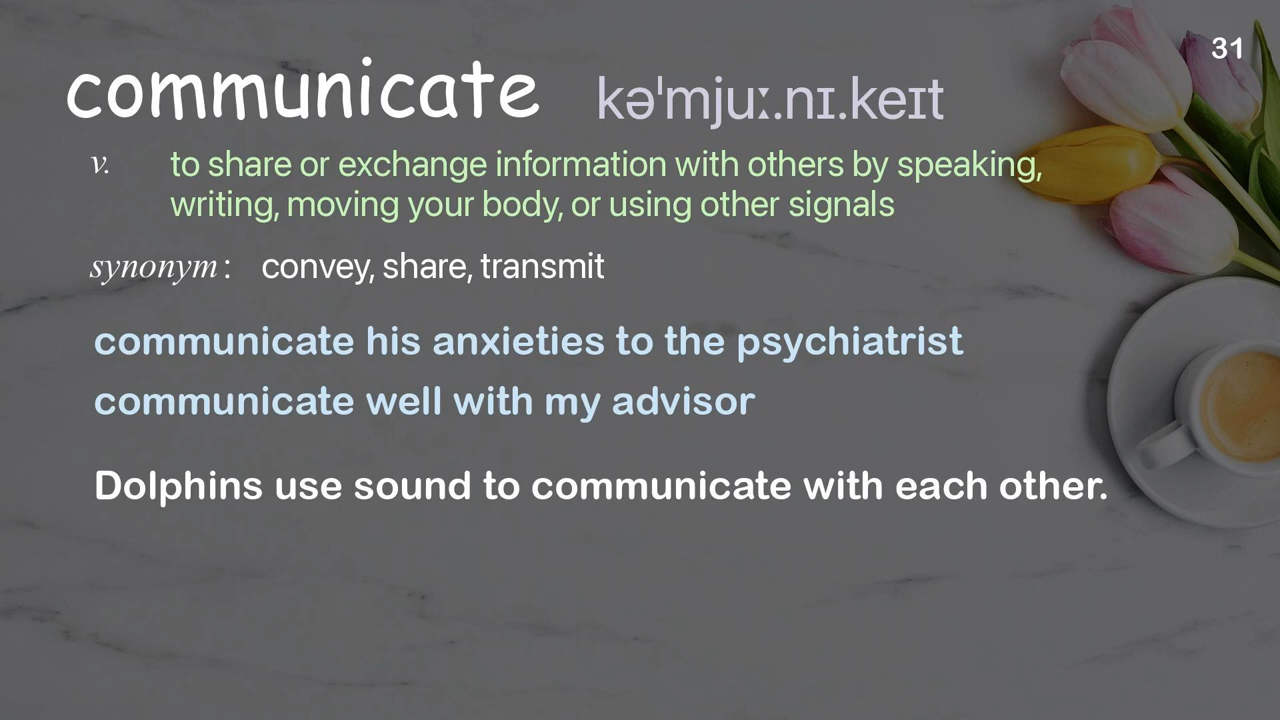 31
communicate kəˈmjuː.nɪ.keɪt
v. to share or exchange information with others by speaking,
writing, moving your body, or using other signals
synonym: convey, share, transmit
communicate his anxieties to the psychiatrist
communicate well with my advisor
Dolphins use sound to communicate with each other.